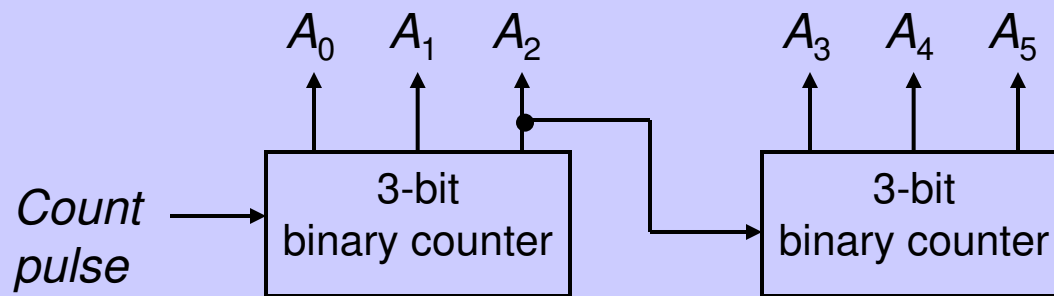 A₀ A₁ A₂ A₃ A₄ A₅
3-bit
binary counter
3-bit
binary counter
Count
pulse